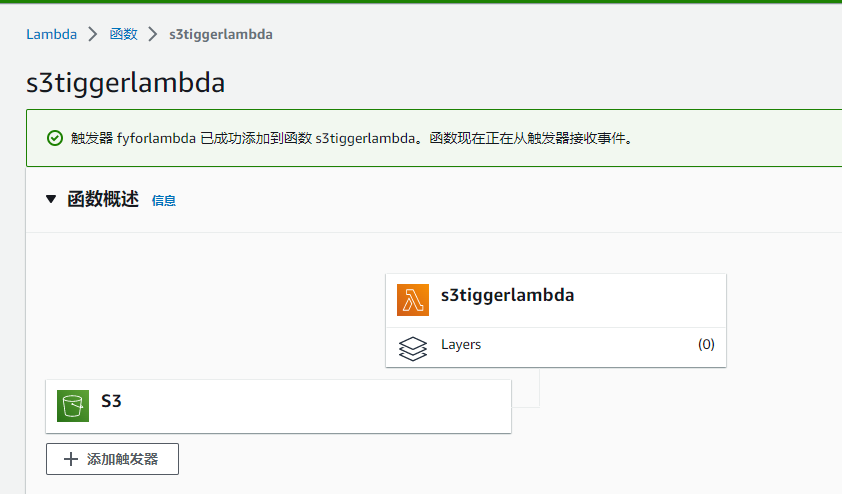 Lambda > 函数 > s3tiggerlambda
s3tiggerlambda
触发器 fyforlambda 已成功添加到函数 s3tiggerlambda。函数现在正在从触发器接收事件。
函数概述 信息
s3tiggerlambda
Layers (0)
S3
添加触发器